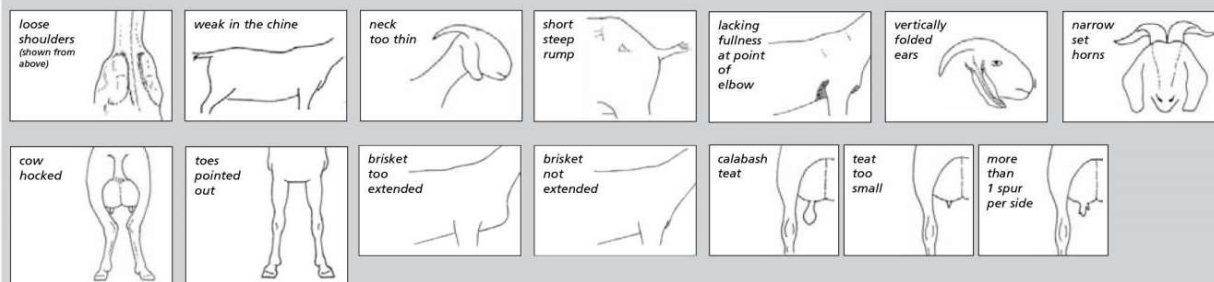 loose
shoulders
(shown from
above)
weak in the chine
neck
too thin
short
steep
rump
lacking
fullness
at point
of
elbow
vertically
folded
ears
narrow
set
horns
cow
hocked
toes
pointed
out
brisket
too
extended
brisket
not
extended
calabash
teat
teat
too
small
more
than
1 spur
per side